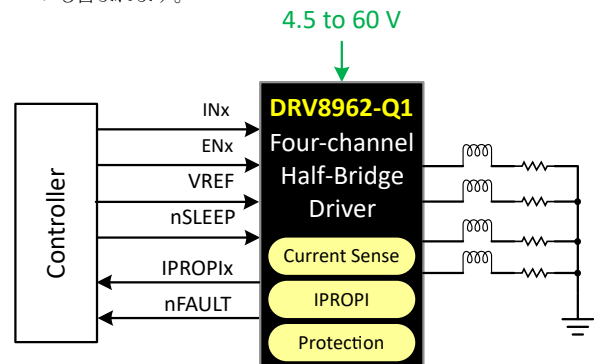 4.5 to 60 V
Controller
INx
ENx
VREF
nSLEEP
IPROPIx
nFAULT
DRV8962-Q1
Four-channel
Half-Bridge
Driver
Current Sense
IPROPI
Protection